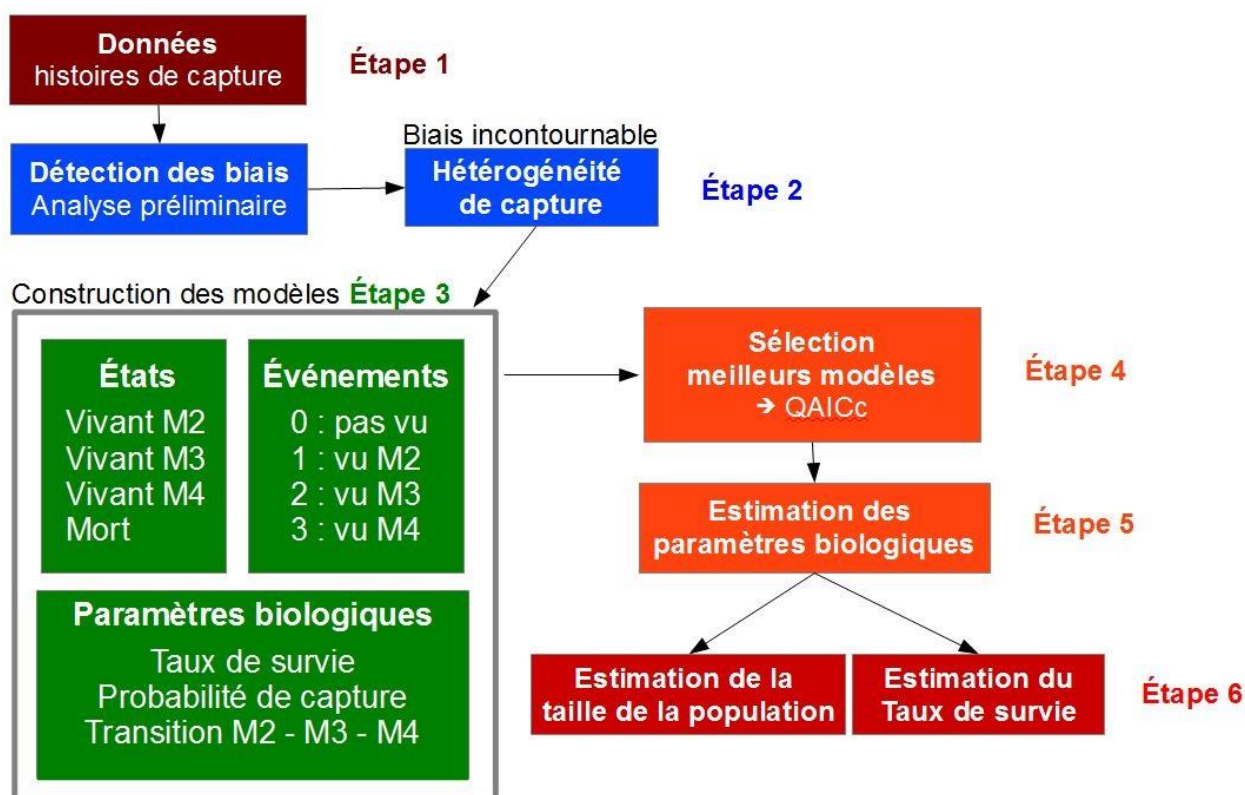 Données
histoires de capture
Étape 1
Détection des biais
Analyse préliminaire
Biais incontournable
Hétérogénéité
de capture
Étape 2
Construction des modèles Étape 3
États
Vivant M2
Vivant M3
Vivant M4
Mort
Événements
0 : pas vu
1 : vu M2
2 : vu M3
3 : vu M4
Paramètres biologiques
Taux de survie
Probabilité de capture
Transition M2 - M3 - M4
Sélection
meilleurs modèles
➔ QAICc
Étape 4
Estimation des
paramètres biologiques
Étape 5
Estimation de la
taille de la population
Estimation du
Taux de survie
Étape 6